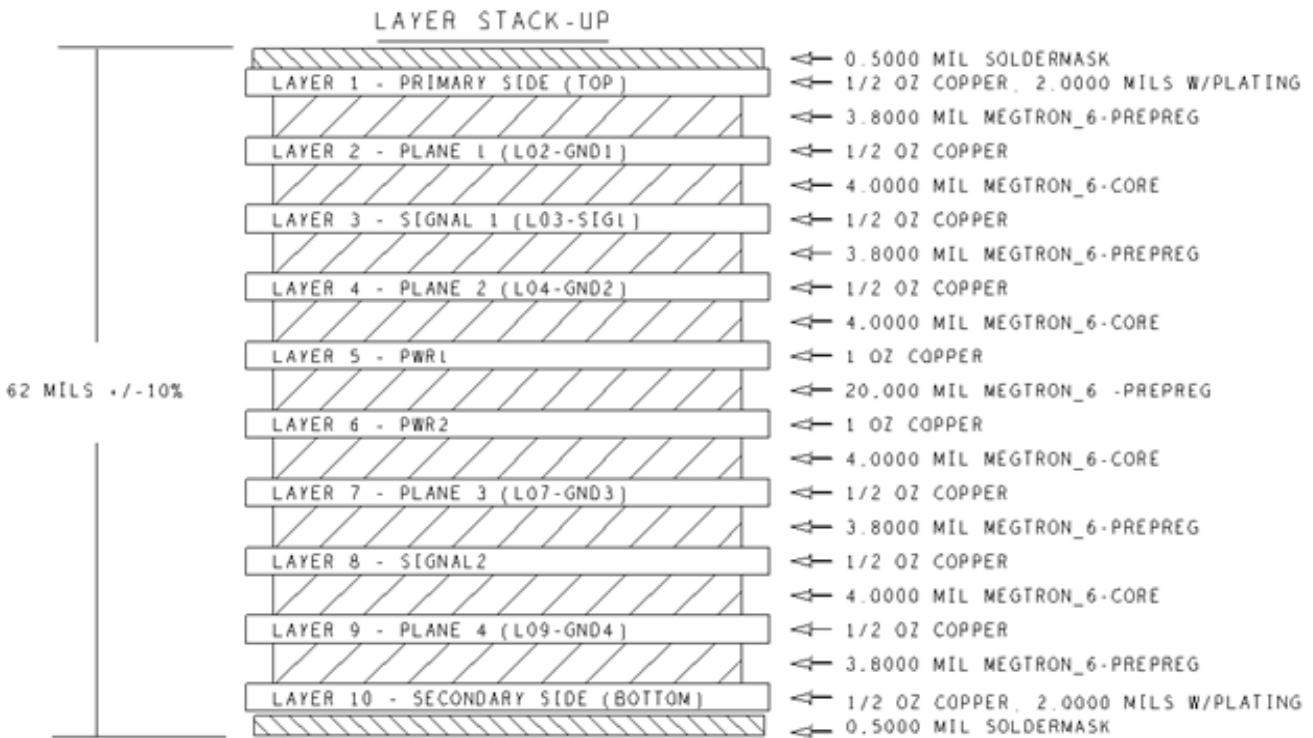 LAYER STACK-UP
0.5000 MIL SOLDERMASK
LAYER 1 - PRIMARY SIDE (TOP)
1/2 OZ COPPER, 2.0000 MILS W/PLATING
3.8000 MIL MEGTRON_6-PREPREG
LAYER 2 - PLANE 1 (L02-GND1)
1/2 OZ COPPER
4.0000 MIL MEGTRON_6-CORE
LAYER 3 - SIGNAL 1 (L03-SIG1)
1/2 OZ COPPER
3.8000 MIL MEGTRON_6-PREPREG
LAYER 4 - PLANE 2 (L04-GND2)
1/2 OZ COPPER
4.0000 MIL MEGTRON_6-CORE
LAYER 5 - PWR1
1 OZ COPPER
62 MILS +/-10%
20.000 MIL MEGTRON_6 -PREPREG
LAYER 6 - PWR2
1 OZ COPPER
4.0000 MIL MEGTRON_6-CORE
LAYER 7 - PLANE 3 (L07-GND3)
1/2 OZ COPPER
3.8000 MIL MEGTRON_6-PREPREG
LAYER 8 - SIGNAL2
1/2 OZ COPPER
4.0000 MIL MEGTRON_6-CORE
LAYER 9 - PLANE 4 (L09-GND4)
1/2 OZ COPPER
3.8000 MIL MEGTRON_6-PREPREG
LAYER 10 - SECONDARY SIDE (BOTTOM)
1/2 OZ COPPER, 2.0000 MILS W/PLATING
0.5000 MIL SOLDERMASK